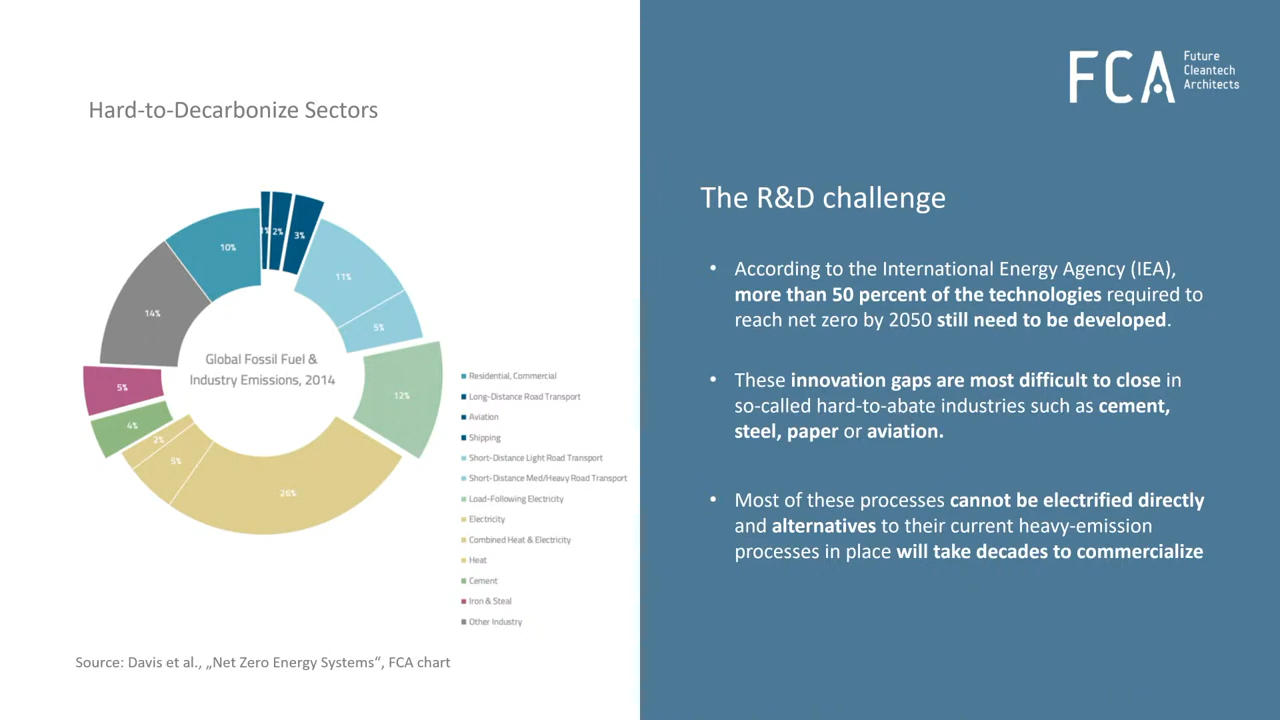 Hard-to-Decarbonize Sectors
10%
1%
2%
3%
11%
5%
12%
26%
5%
2%
4%
5%
14%
Global Fossil Fuel &
Industry Emissions, 2014
Residential, Commercial
Long-Distance Road Transport
Aviation
Shipping
Short-Distance Light Road Transport
Short-Distance Med/Heavy Road Transport
Load-Following Electricity
Electricity
Combined Heat & Electricity
Heat
Cement
Iron & Steal
Other Industry
Source: Davis et al., „Net Zero Energy Systems“, FCA chart
FCA
Future
Cleantech
Architects
The R&D challenge
• According to the International Energy Agency (IEA),
more than 50 percent of the technologies required to
reach net zero by 2050 still need to be developed.
• These innovation gaps are most difficult to close in
so-called hard-to-abate industries such as cement,
steel, paper or aviation.
• Most of these processes cannot be electrified directly
and alternatives to their current heavy-emission
processes in place will take decades to commercialize